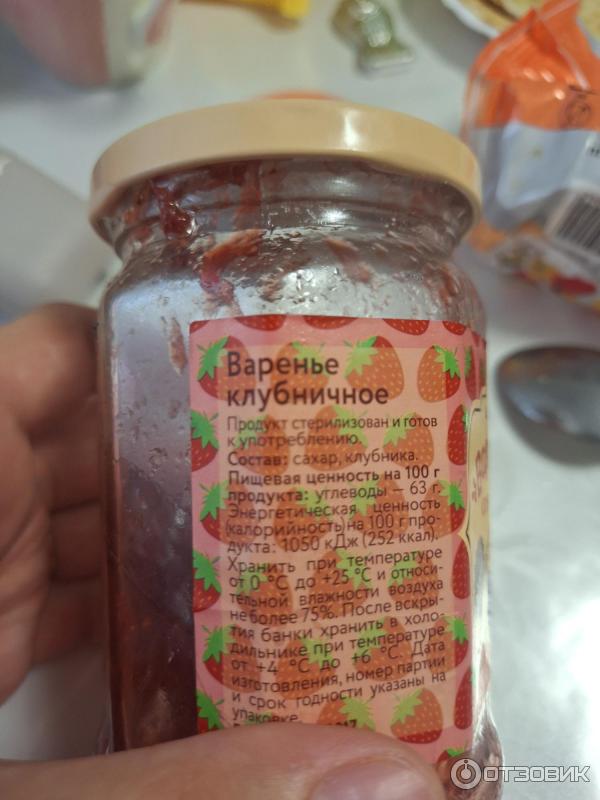 Варенье
клубничное
Продукт стерилизован и готов
к употреблению.
Состав: сахар, клубника.
Пищевая ценность на 100 г
продукта: углеводы – 63 г.
Энергетическая ценность
(калорийность) на 100 г про-
дукта: 1050 кДж (252 ккал).
Хранить при температуре
от 0 °С до +25 °С и относи-
тельной влажности воздуха
не более 75%. После вскры-
тия банки хранить в холо-
дильнике при температуре
от +4 °С до +6 °С. Дата
изготовления, номер партии
и срок годности указаны на
упаковке.
ОТЗОВИК